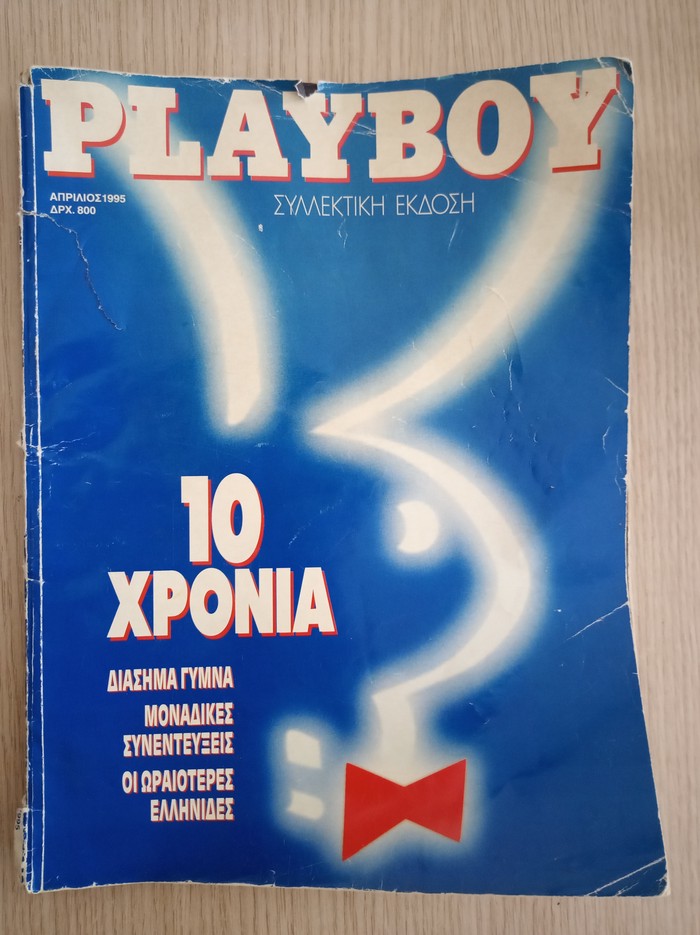 PLAYBOY
ΑΠΡΙΛΙΟΣ 1995
ΔΡΧ. 800
ΣΥΛΛΕΚΤΙΚΗ ΕΚΔΟΣΗ
10
ΧΡΟΝΙΑ
ΔΙΑΣΗΜΑ ΓΥΜΝΑ
ΜΟΝΑΔΙΚΕΣ
ΣΥΝΕΝΤΕΥΞΕΙΣ
ΟΙ ΩΡΑΙΟΤΕΡΕΣ
ΕΛΛΗΝΙΔΕΣ